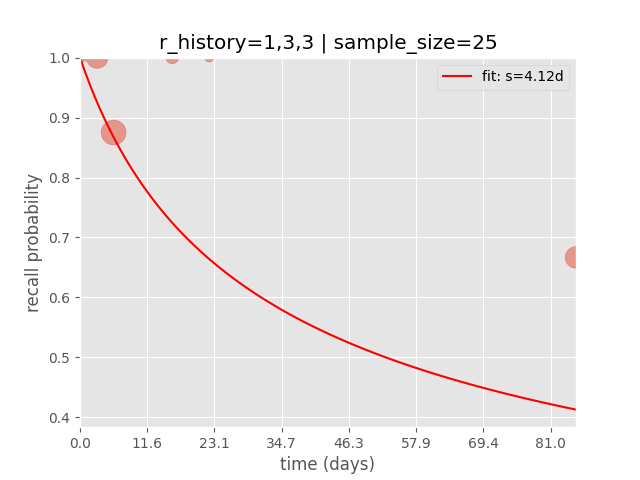 r_history=1,3,3 | sample_size=25
fit: s=4.12d
recall probability
1.0
0.9
0.8
0.7
0.6
0.5
0.4
0.0 11.6 23.1 34.7 46.3 57.9 69.4 81.0
time (days)